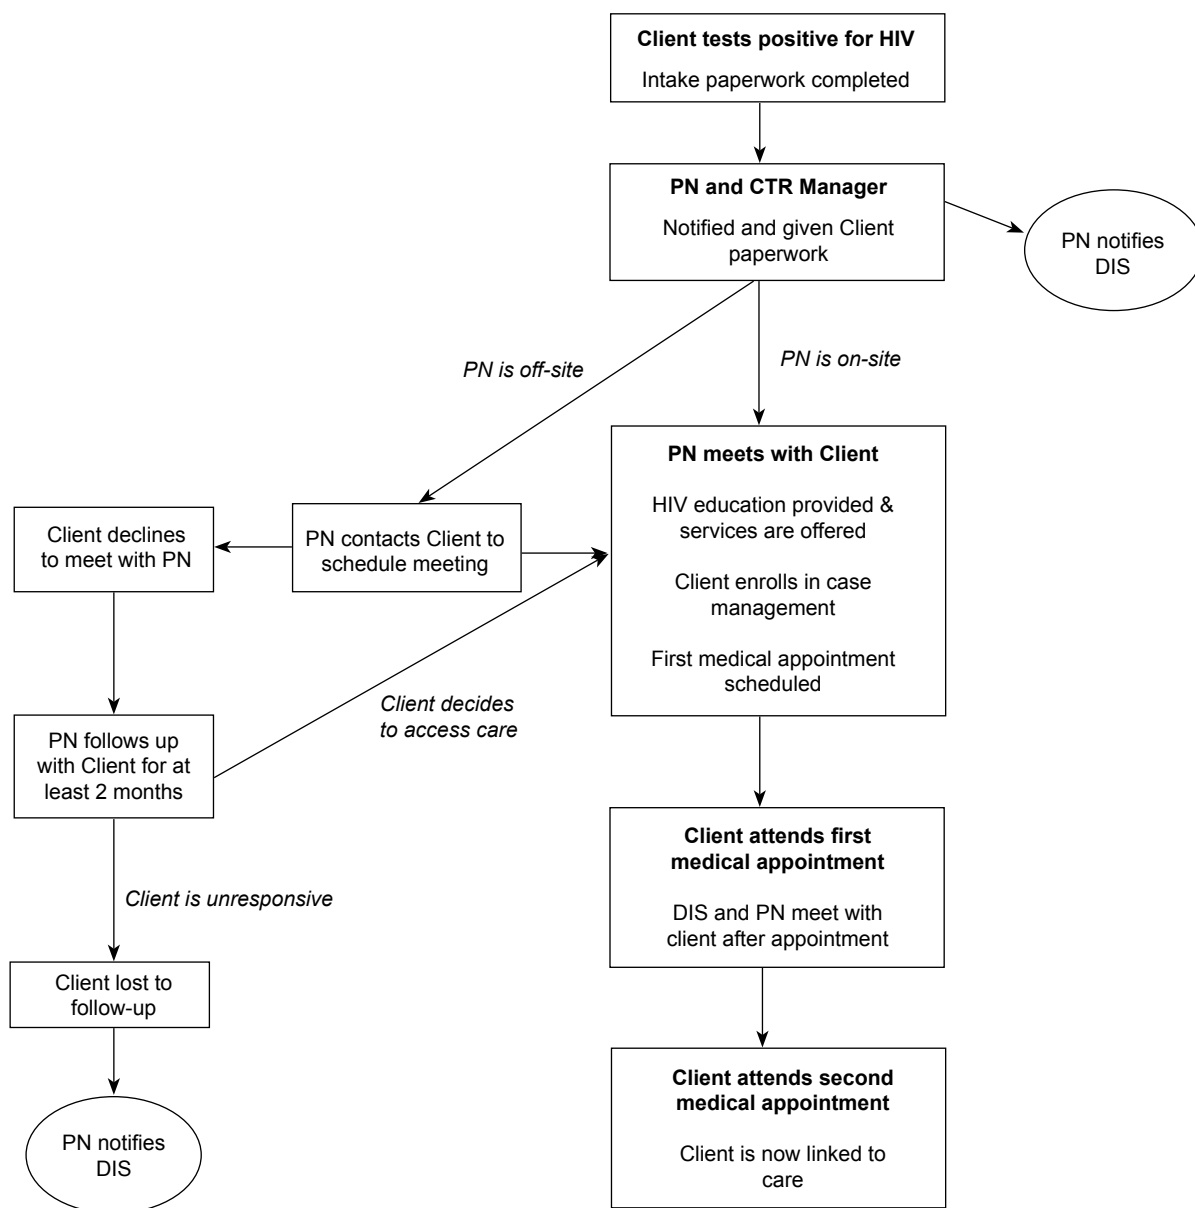 Client tests positive for HIV
Intake paperwork completed
PN and CTR Manager
Notified and given Client
paperwork
PN notifies
DIS
PN is off-site
PN is on-site
PN meets with Client
HIV education provided &
services are offered
Client enrolls in case
management
First medical appointment
scheduled
PN contacts Client to
schedule meeting
Client declines
to meet with PN
Client decides
to access care
PN follows up
with Client for at
least 2 months
Client is unresponsive
Client lost to
follow-up
PN notifies
DIS
Client attends first
medical appointment
DIS and PN meet with
client after appointment
Client attends second
medical appointment
Client is now linked to
care